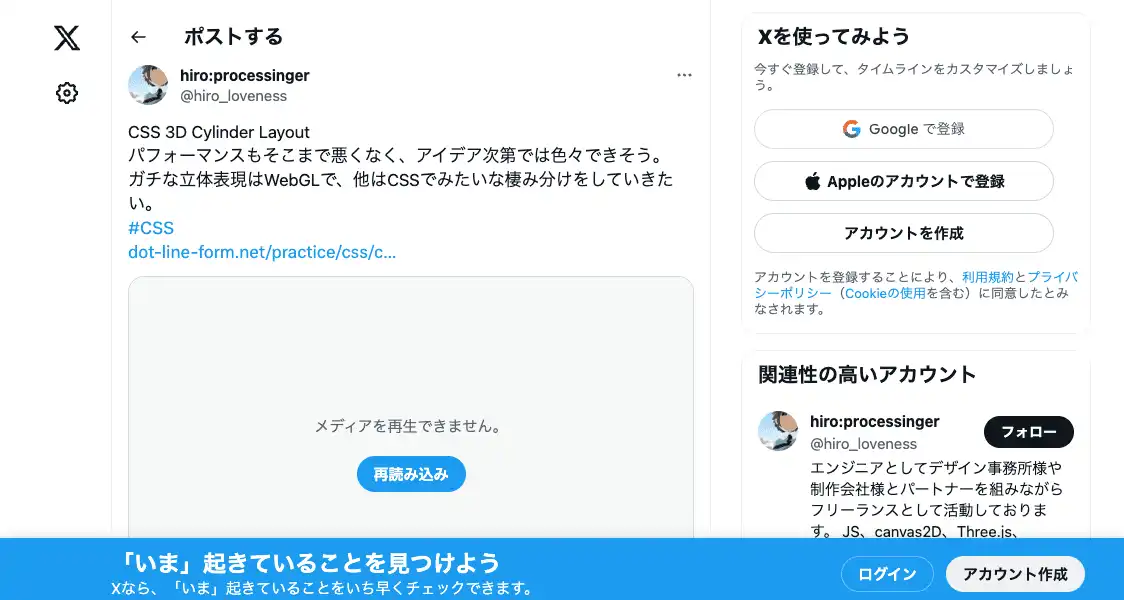 ポストする
hiro:processinger
@hiro_loveness
CSS 3D Cylinder Layout
パフォーマンスもそこまで悪くなく、アイデア次第では色々できそう。
ガチな立体表現はWebGLで、他はCSSでみたいな棲み分けをしていきた
い。
#CSS
dot-line-form.net/practice/css/c...
メディアを再生できません。
再読み込み
Xを使ってみよう
今すぐ登録して、タイムラインをカスタマイズしましょ
う。
Google で登録
Appleのアカウントで登録
アカウントを作成
アカウントを登録することにより、利用規約とプライバ
シーポリシー（Cookieの使用を含む）に同意したとみ
なされます。
関連性の高いアカウント
hiro:processinger
@hiro_loveness
フォロー
エンジニアとしてデザイン事務所様や
制作会社様とパートナーを組みながら
フリーランスとして活動しておりま
す。 JS、canvas2D、Three.js、
「いま」起きていることを見つけよう
Xなら、「いま」起きていることをいち早くチェックできます。
ログイン
アカウント作成